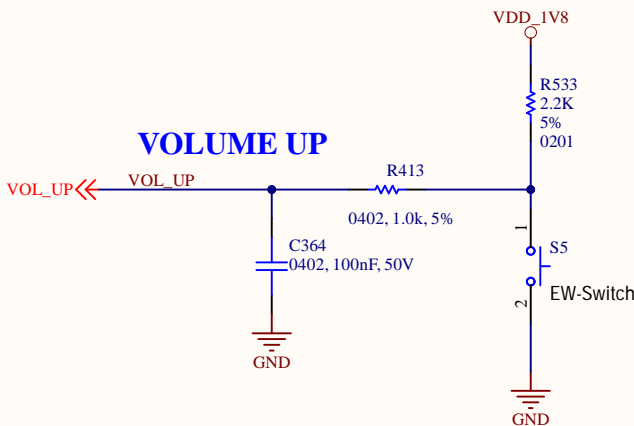 VDD_1V8
R533
2.2K
5%
0201
VOLUME UP
R413
VOL_UP
VOL_UP
0402, 1.0k, 5%
1
S5
C364
0402, 100nF, 50V
EW-Switch
2
GND
GND